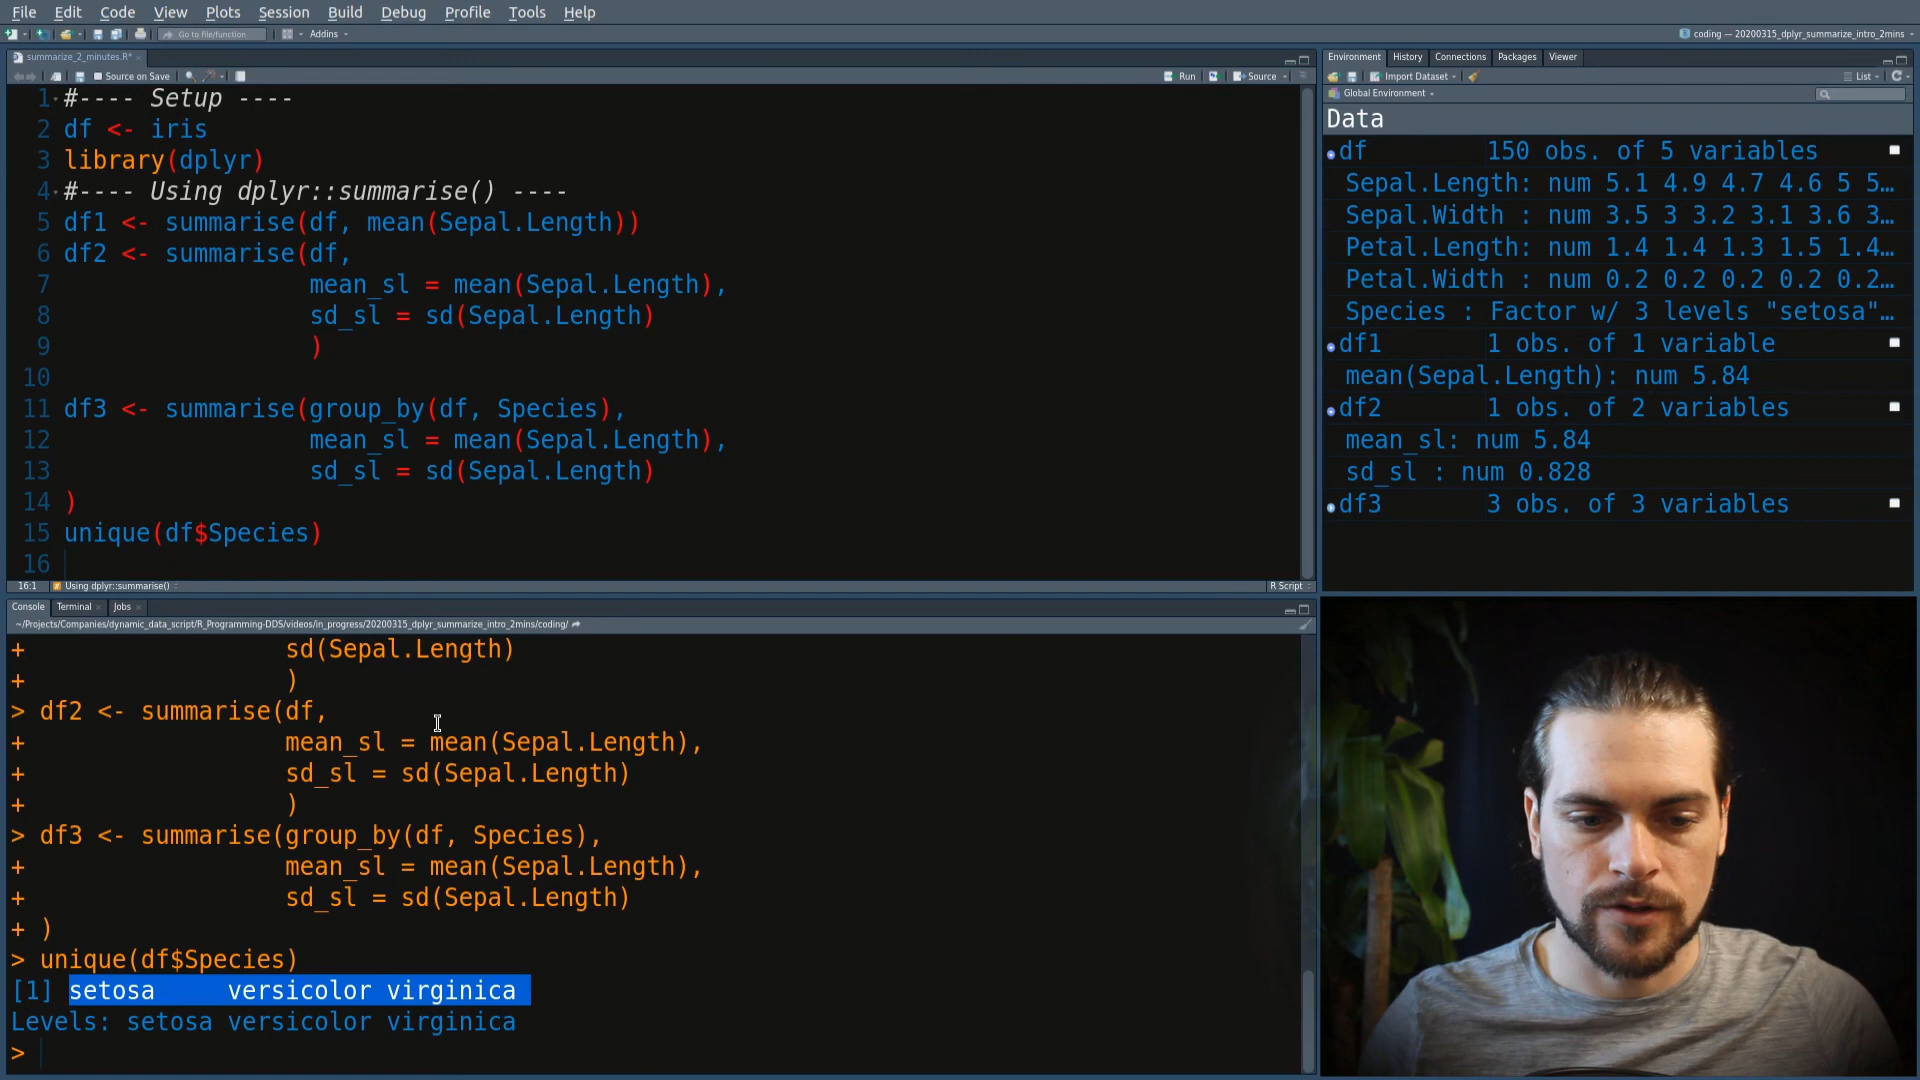 File Edit Code View Plots Session Build Debug Profile Tools Help
Go to file/function Addins
coding — 20200315_dplyr_summarize_intro_2mins
summarize_2_minutes.R*
Source on Save Run Source
1 #---- Setup ----
2 df <- iris
3 library(dplyr)
4 #---- Using dplyr::summarise() ----
5 df1 <- summarise(df, mean(Sepal.Length))
6 df2 <- summarise(df,
7 mean_sl = mean(Sepal.Length),
8 sd_sl = sd(Sepal.Length)
9 )
10
11 df3 <- summarise(group_by(df, Species),
12 mean_sl = mean(Sepal.Length),
13 sd_sl = sd(Sepal.Length)
14 )
15 unique(df$Species)
16
16:1 Using dplyr::summarise() R Script
Console Terminal Jobs
~/Projects/Companies/dynamic_data_script/R_Programming-DDS/videos/in_progress/20200315_dplyr_summarize_intro_2mins/coding/
+ sd(Sepal.Length)
+ )
> df2 <- summarise(df,
+ mean_sl = mean(Sepal.Length),
+ sd_sl = sd(Sepal.Length)
+ )
> df3 <- summarise(group_by(df, Species),
+ mean_sl = mean(Sepal.Length),
+ sd_sl = sd(Sepal.Length)
+ )
> unique(df$Species)
[1] setosa versicolor virginica
Levels: setosa versicolor virginica
>
Environment History Connections Packages Viewer
Import Dataset List
Global Environment
Data
df 150 obs. of 5 variables
Sepal.Length: num 5.1 4.9 4.7 4.6 5 5…
Sepal.Width : num 3.5 3 3.2 3.1 3.6 3…
Petal.Length: num 1.4 1.4 1.3 1.5 1.4…
Petal.Width : num 0.2 0.2 0.2 0.2 0.2…
Species : Factor w/ 3 levels "setosa"…
df1 1 obs. of 1 variable
mean(Sepal.Length): num 5.84
df2 1 obs. of 2 variables
mean_sl: num 5.84
sd_sl : num 0.828
df3 3 obs. of 3 variables